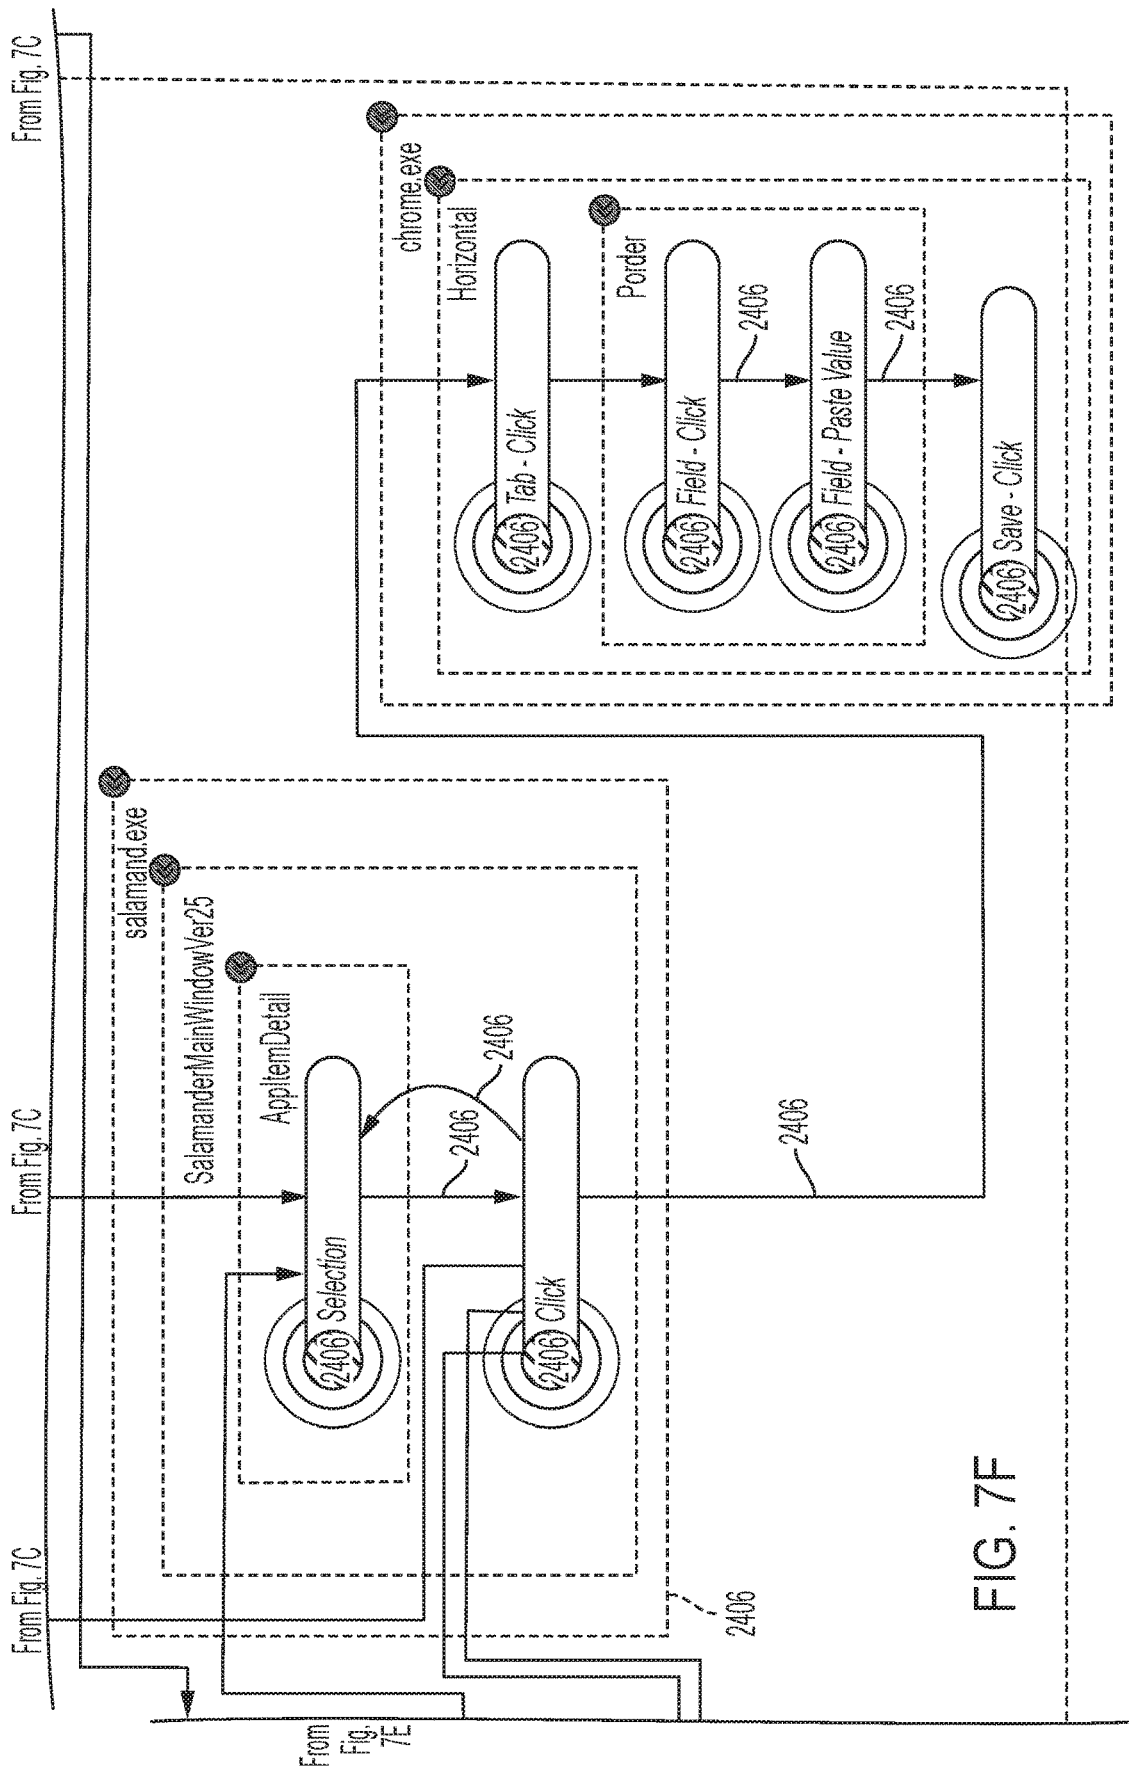 From Fig. 7C
From Fig. 7C
From Fig. 7C
From
Fig.
7E
salamand.exe
SalamanderMainWindowVer25
AppItemDetail
2406 Selection
2406
2406
2406 Click
2406
2406
chrome.exe
Horizontal
2406 Tab - Click
Porder
2406 Field - Click
2406
2406 Field - Paste Value
2406
2406 Save - Click
FIG. 7F